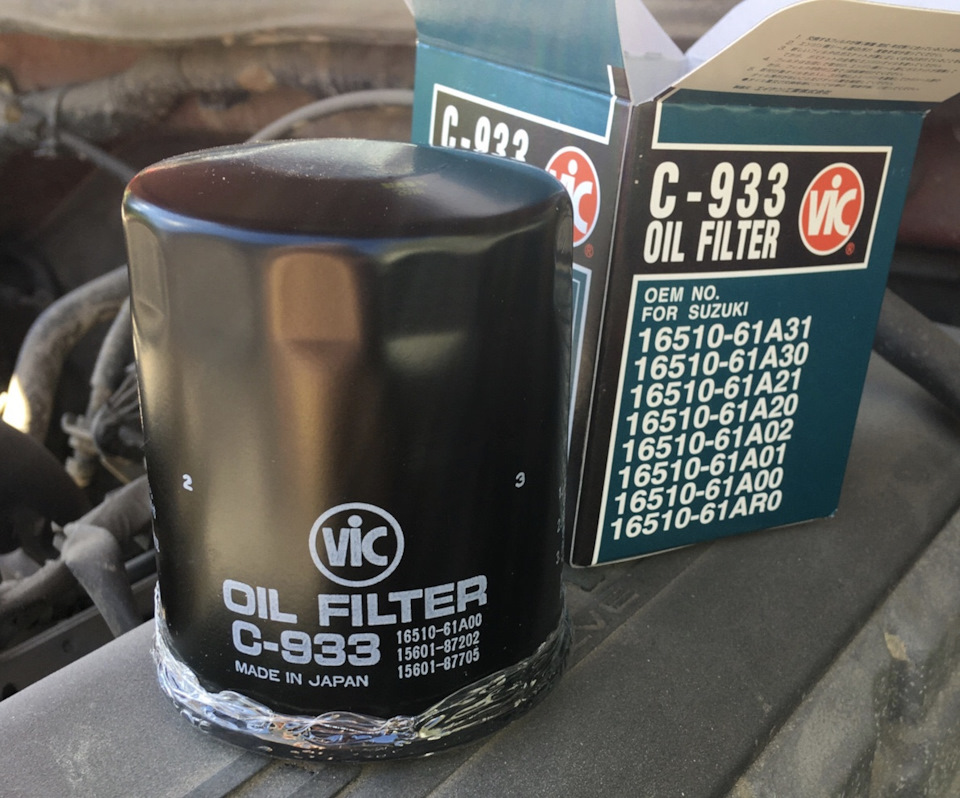 C-933
VIC
C-933
OIL FILTER
VIC
OEM NO.
FOR SUZUKI
16510-61A31
16510-61A30
16510-61A21
16510-61A20
16510-61A02
16510-61A01
16510-61A00
16510-61AR0
2
3
VIC
OIL FILTER
C-933
16510-61A00
15601-87202
15601-87705
MADE IN JAPAN